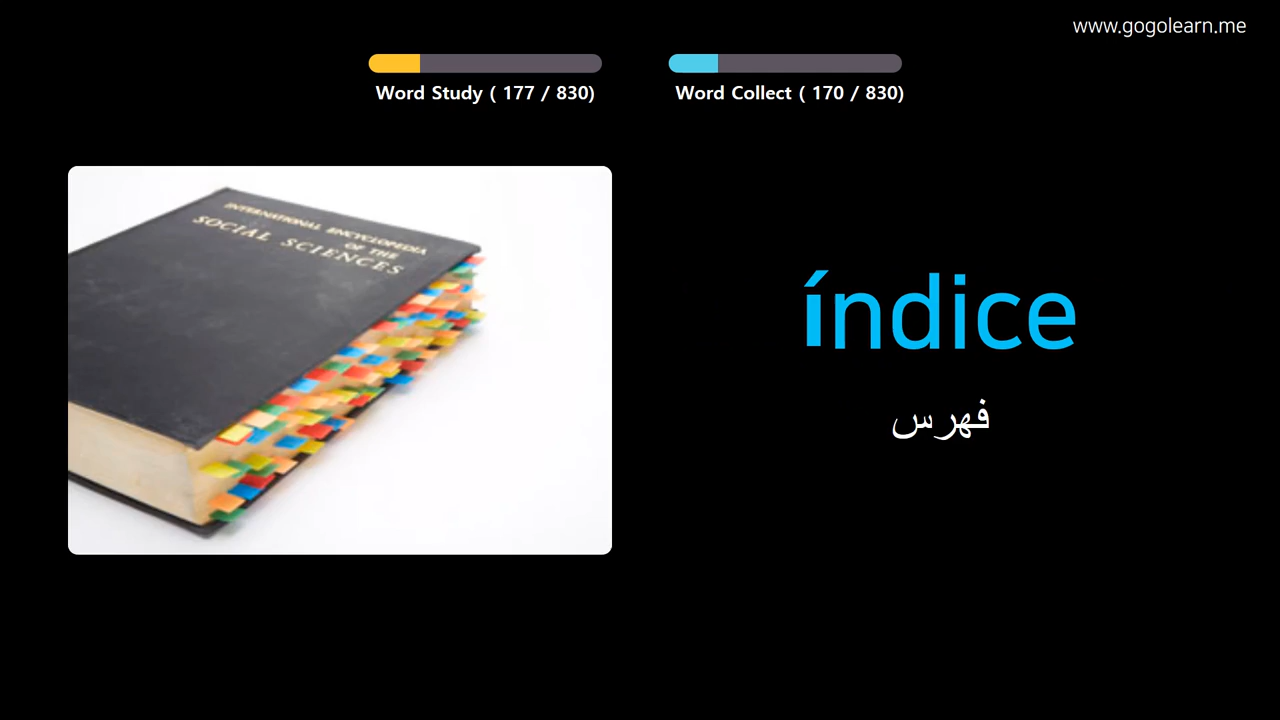 www.gogolearn.me
Word Study ( 177 / 830)
Word Collect ( 170 / 830)
INTERNATIONAL ENCYCLOPEDIA
OF THE
SOCIAL SCIENCES
índice
فهرس